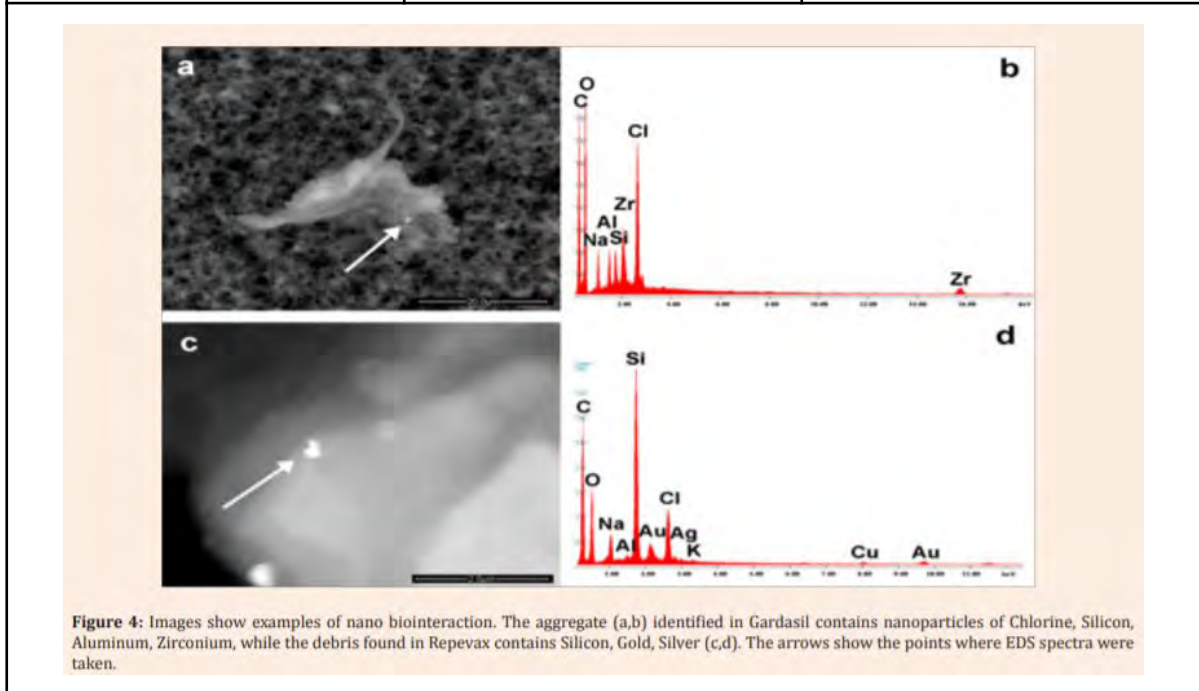 a
b
O
C
Cl
Zr
Al
Na
Si
Zr
c
d
Si
C
O
Na
Al
Au
Cl
Ag
K
Cu
Au
Figure 4: Images show examples of nano biointeraction. The aggregate (a,b) identified in Gardasil contains nanoparticles of Chlorine, Silicon,
Aluminum, Zirconium, while the debris found in Repevax contains Silicon, Gold, Silver (c,d). The arrows show the points where EDS spectra were
taken.